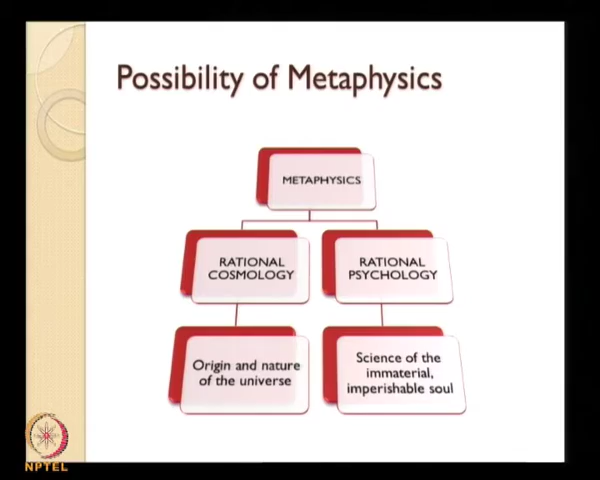 Possibility of Metaphysics
METAPHYSICS
RATIONAL
COSMOLOGY
RATIONAL
PSYCHOLOGY
Origin and nature
of the universe
Science of the
immaterial,
imperishable soul
NPTEL